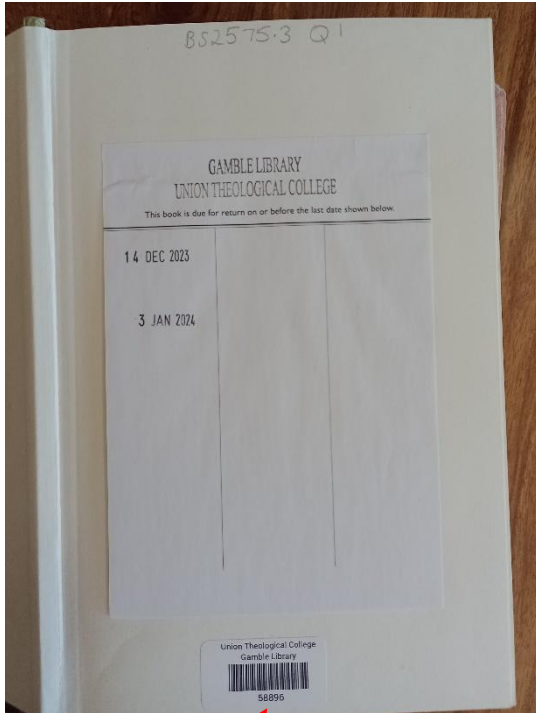 BS2575.3 Q1
GAMBLE LIBRARY
UNION THEOLOGICAL COLLEGE
This book is due for return on or before the last date shown below.
14 DEC 2023
3 JAN 2024
Union Theological College
Gamble Library
58896